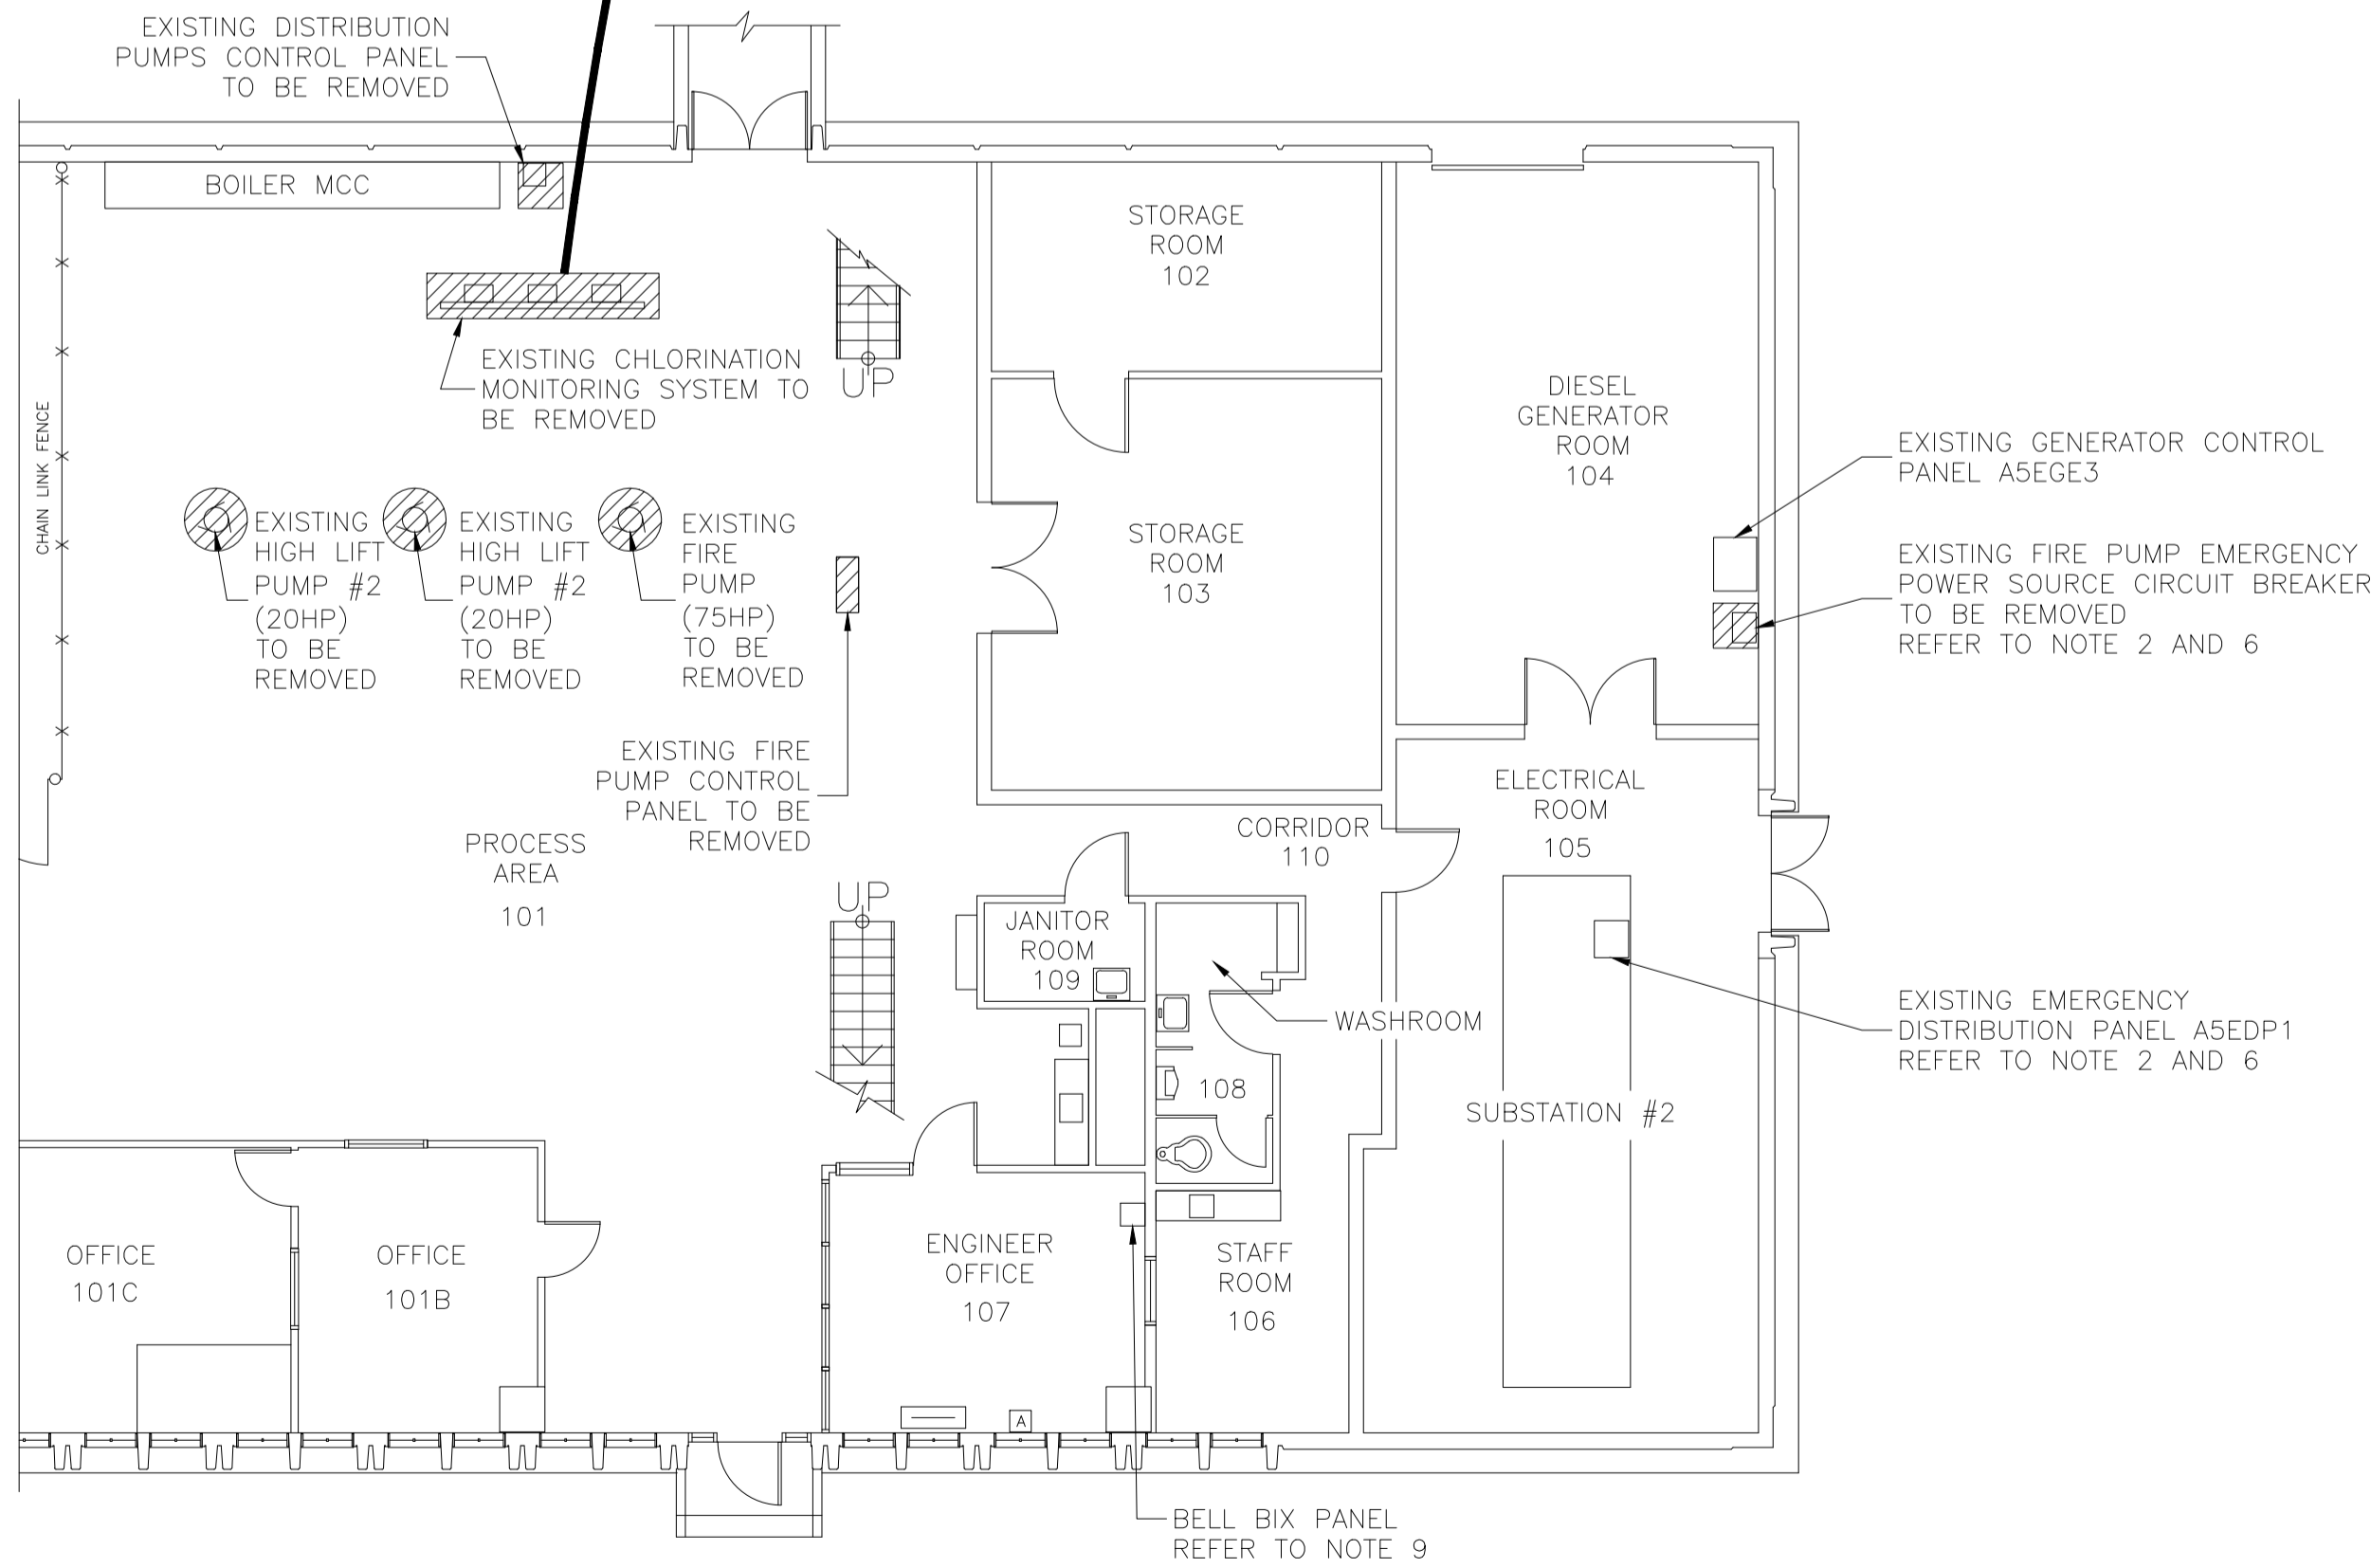 EXISTING DISTRIBUTION
PUMPS CONTROL PANEL
TO BE REMOVED
BOILER MCC
CHAIN LINK FENCE
EXISTING CHLORINATION
MONITORING SYSTEM TO
BE REMOVED
UP
STORAGE
ROOM
102
STORAGE
ROOM
103
DIESEL
GENERATOR
ROOM
104
EXISTING GENERATOR CONTROL
PANEL A5EGE3
EXISTING FIRE PUMP EMERGENCY
POWER SOURCE CIRCUIT BREAKER
TO BE REMOVED
REFER TO NOTE 2 AND 6
EXISTING
HIGH LIFT
PUMP #2
(20HP)
TO BE
REMOVED
EXISTING
HIGH LIFT
PUMP #2
(20HP)
TO BE
REMOVED
EXISTING
FIRE
PUMP
(75HP)
TO BE
REMOVED
EXISTING FIRE
PUMP CONTROL
PANEL TO BE
REMOVED
PROCESS
AREA
101
UP
CORRIDOR
110
ELECTRICAL
ROOM
105
JANITOR
ROOM
109
WASHROOM
108
EXISTING EMERGENCY
DISTRIBUTION PANEL A5EDP1
REFER TO NOTE 2 AND 6
SUBSTATION #2
OFFICE
101C
OFFICE
101B
ENGINEER
OFFICE
107
STAFF
ROOM
106
A
BELL BIX PANEL
REFER TO NOTE 9